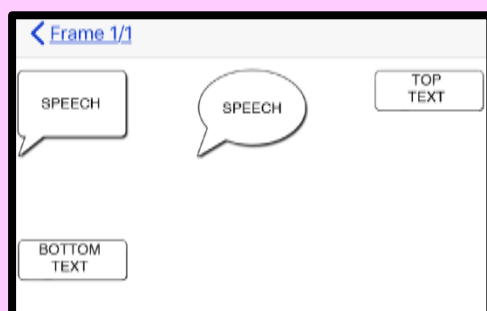 Frame 1/1
SPEECH
SPEECH
TOP
TEXT
BOTTOM
TEXT